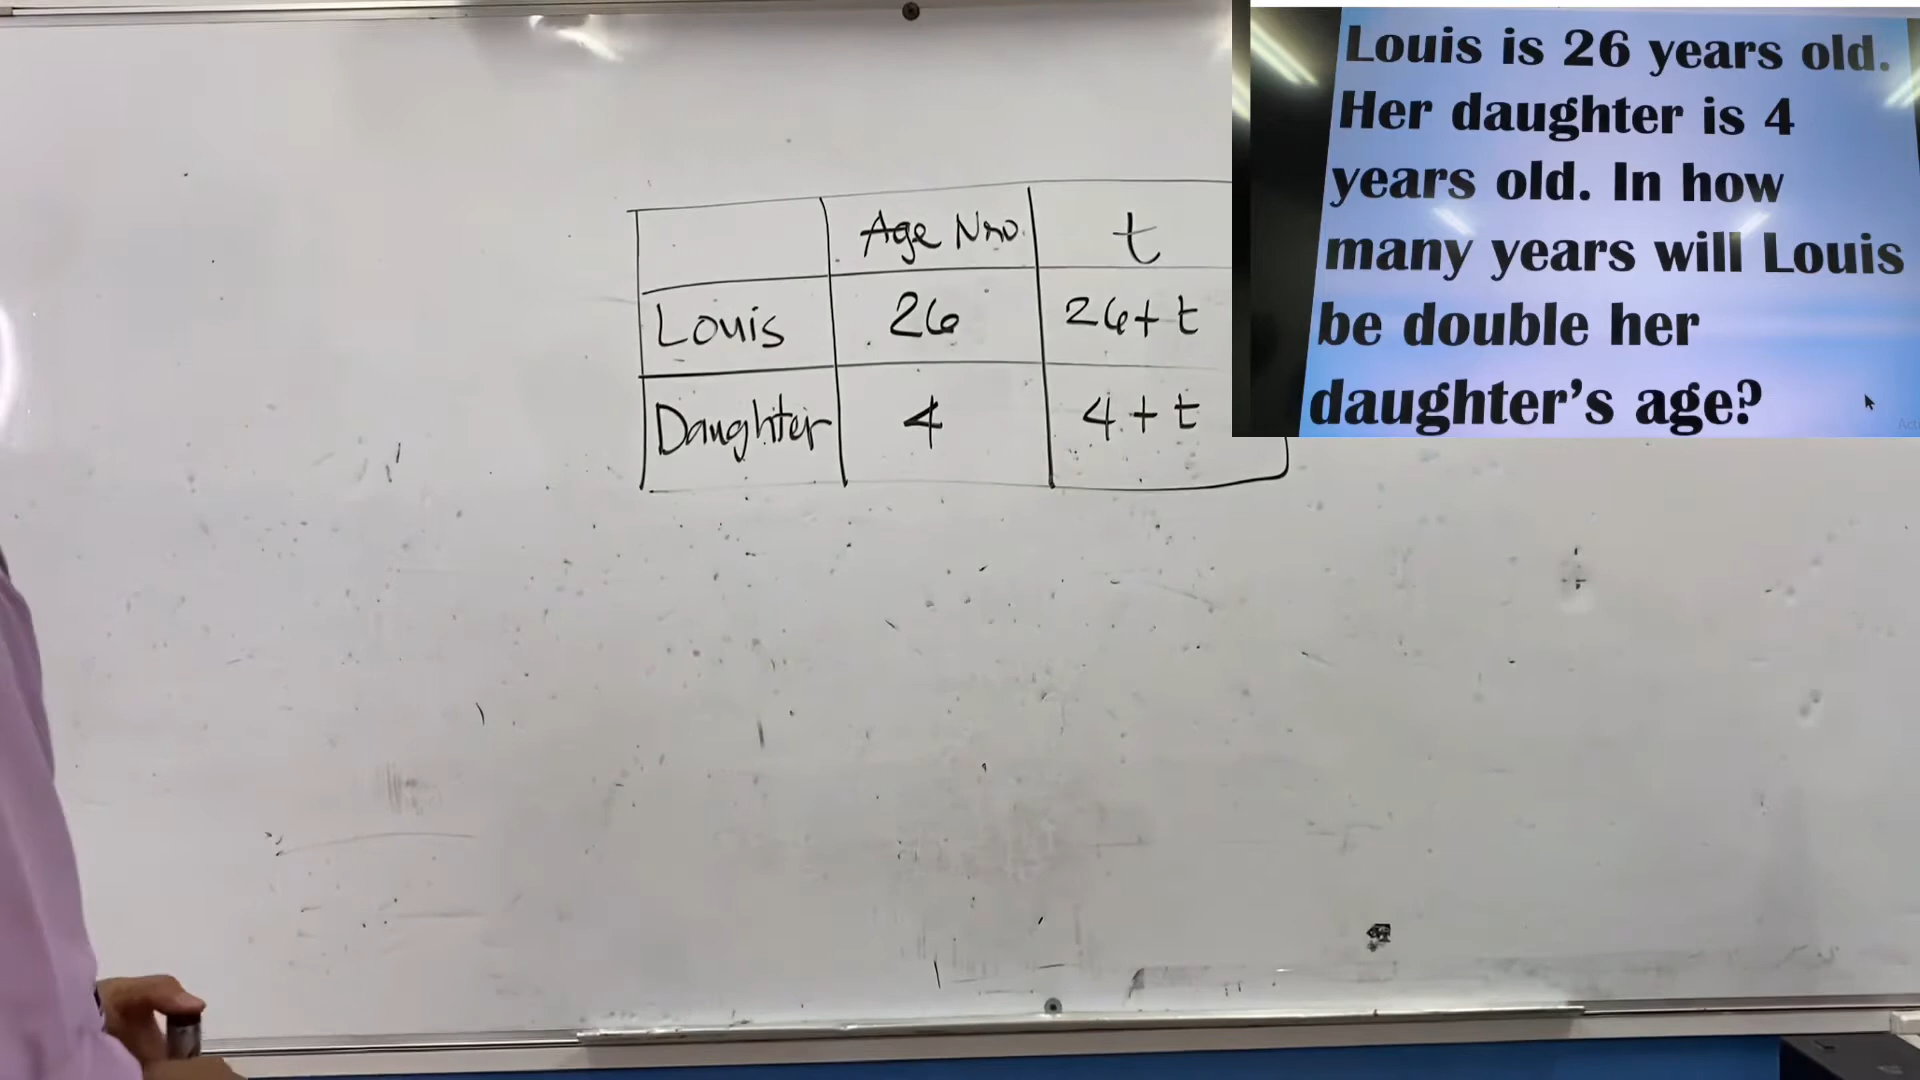 Louis is 26 years old.
Her daughter is 4
years old. In how
many years will Louis
be double her
daughter's age?
Age Now t
Louis 26 26+t
Daughter 4 4+t